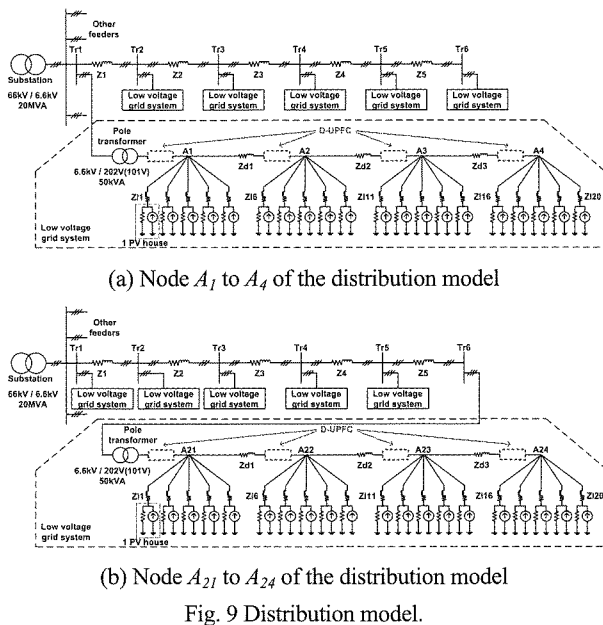 Other
feeders
Tr1
Tr2
Tr3
Tr4
Tr5
Tr6
Z1
Z2
Z3
Z4
Z5
Substation
66kV / 6.6kV
20MVA
Low voltage
grid system
Low voltage
grid system
Low voltage
grid system
Low voltage
grid system
Low voltage
grid system
D-UPFC
Pole
transformer
6.6kV / 202V(101V)
50kVA
A1
Zd1
A2
Zd2
A3
Zd3
A4
Zl1
Zl6
Zl11
Zl16
Zl20
Low voltage
grid system
1 PV house
(a) Node A1 to A4 of the distribution model
Other
feeders
Tr1
Tr2
Tr3
Tr4
Tr5
Tr6
Z1
Z2
Z3
Z4
Z5
Substation
66kV / 6.6kV
20MVA
Low voltage
grid system
Low voltage
grid system
Low voltage
grid system
Low voltage
grid system
Low voltage
grid system
D-UPFC
Pole
transformer
6.6kV / 202V(101V)
50kVA
A21
Zd1
A22
Zd2
A23
Zd3
A24
Zl1
Zl6
Zl11
Zl16
Zl20
Low voltage
grid system
1 PV house
(b) Node A21 to A24 of the distribution model
Fig. 9 Distribution model.